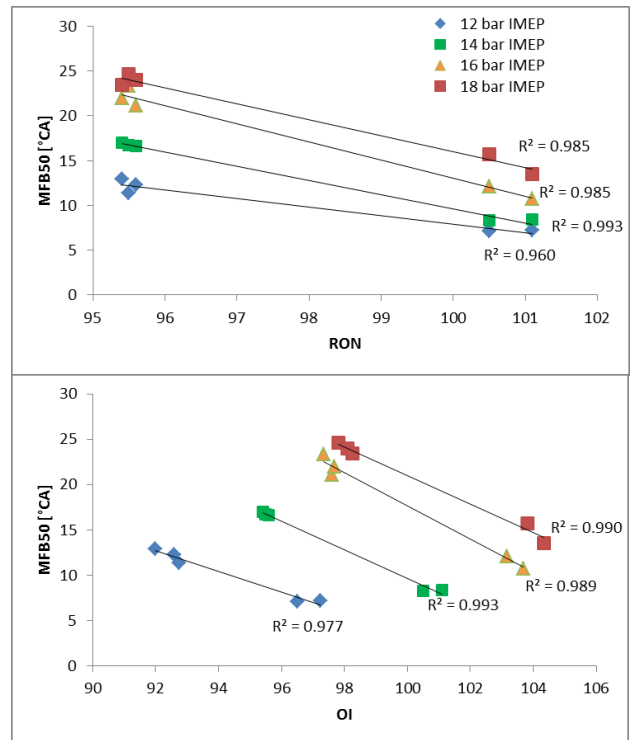 12 bar IMEP
14 bar IMEP
16 bar IMEP
18 bar IMEP
30
25
20
15
10
5
0
MFB50 [°CA]
R² = 0.985
R² = 0.985
R² = 0.993
R² = 0.960
95 96 97 98 99 100 101 102
RON
30
25
20
15
10
5
0
MFB50 [°CA]
R² = 0.990
R² = 0.989
R² = 0.993
R² = 0.977
90 92 94 96 98 100 102 104 106
OI